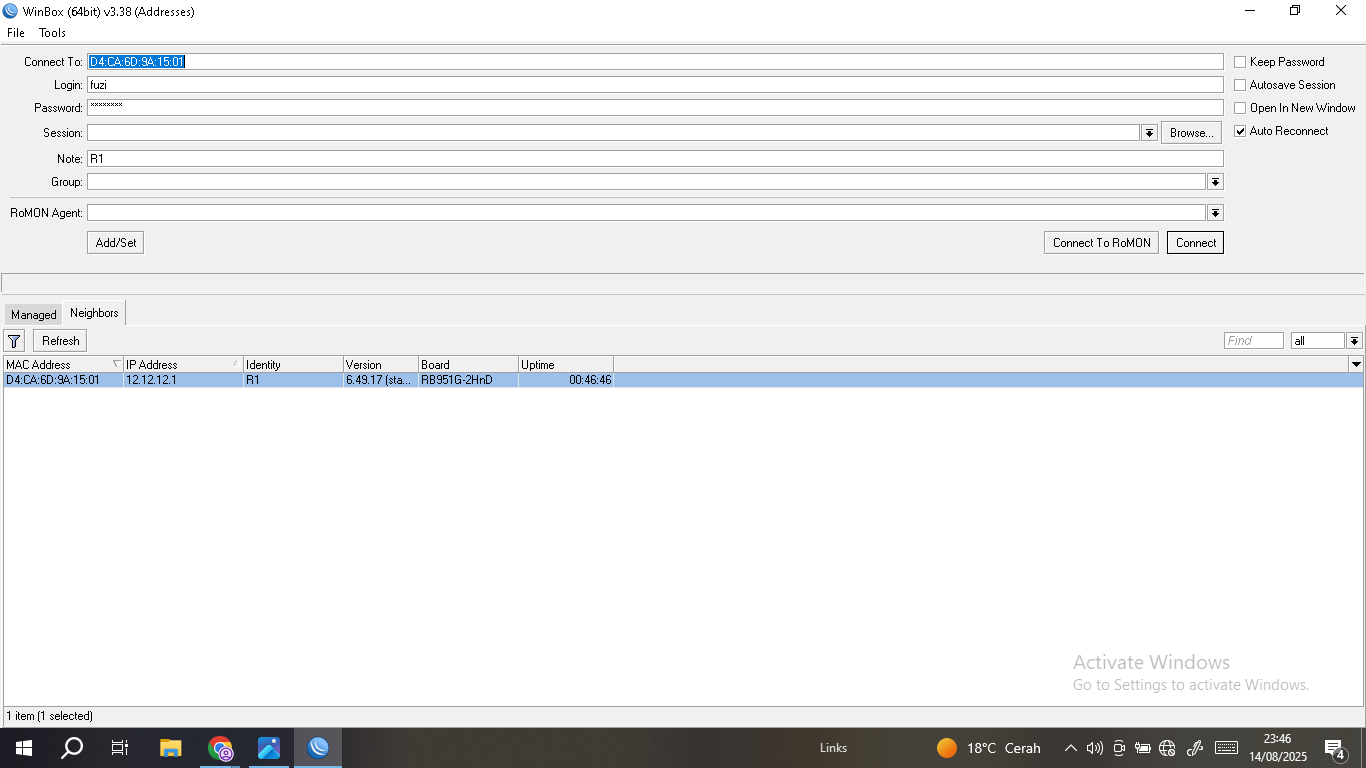 WinBox (64bit) v3.38 (Addresses)
File Tools
Connect To: D4:CA:6D:9A:15:01 Keep Password
Login: fuzi Autosave Session
Password: ******** Open In New Window
Session: Browse... Auto Reconnect
Note: R1
Group:
RoMON Agent:
Add/Set Connect To RoMON Connect
Managed Neighbors
Refresh Find all
MAC Address IP Address Identity Version Board Uptime
D4:CA:6D:9A:15:01 12.12.12.1 R1 6.49.17 (sta... RB951G-2HnD 00:46:46
Activate Windows
Go to Settings to activate Windows.
1 item (1 selected)
Links 18°C Cerah 23:46
14/08/2025 4